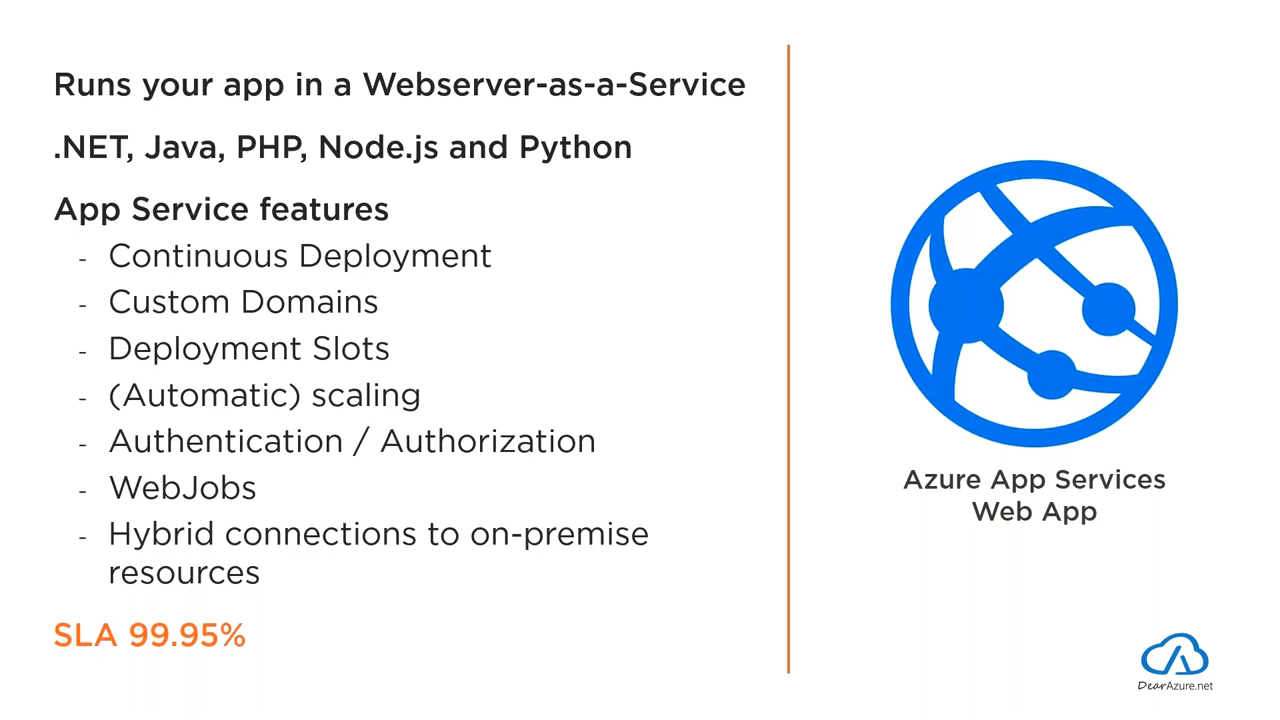 Runs your app in a Webserver-as-a-Service
.NET, Java, PHP, Node.js and Python
App Service features
- Continuous Deployment
- Custom Domains
- Deployment Slots
- (Automatic) scaling
- Authentication / Authorization
- WebJobs
- Hybrid connections to on-premise
resources
SLA 99.95%
Azure App Services
Web App
DearAzure.net